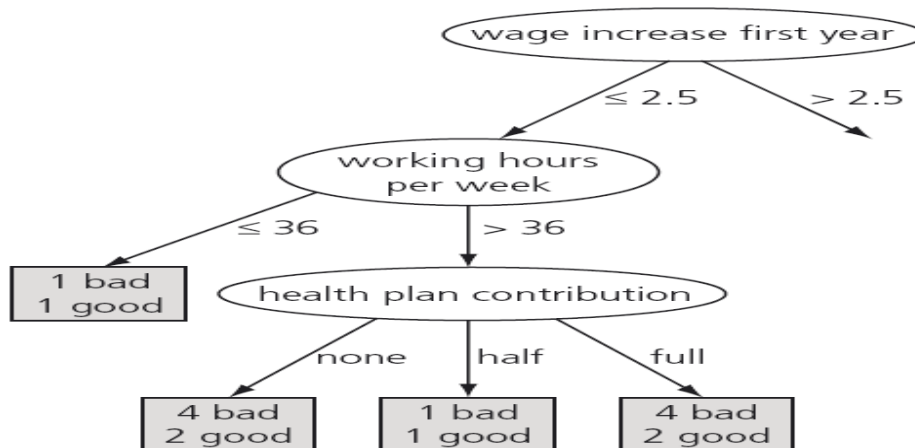 wage increase first year
≤ 2.5
> 2.5
working hours
per week
≤ 36
> 36
1 bad
1 good
health plan contribution
none
half
full
4 bad
2 good
1 bad
1 good
4 bad
2 good